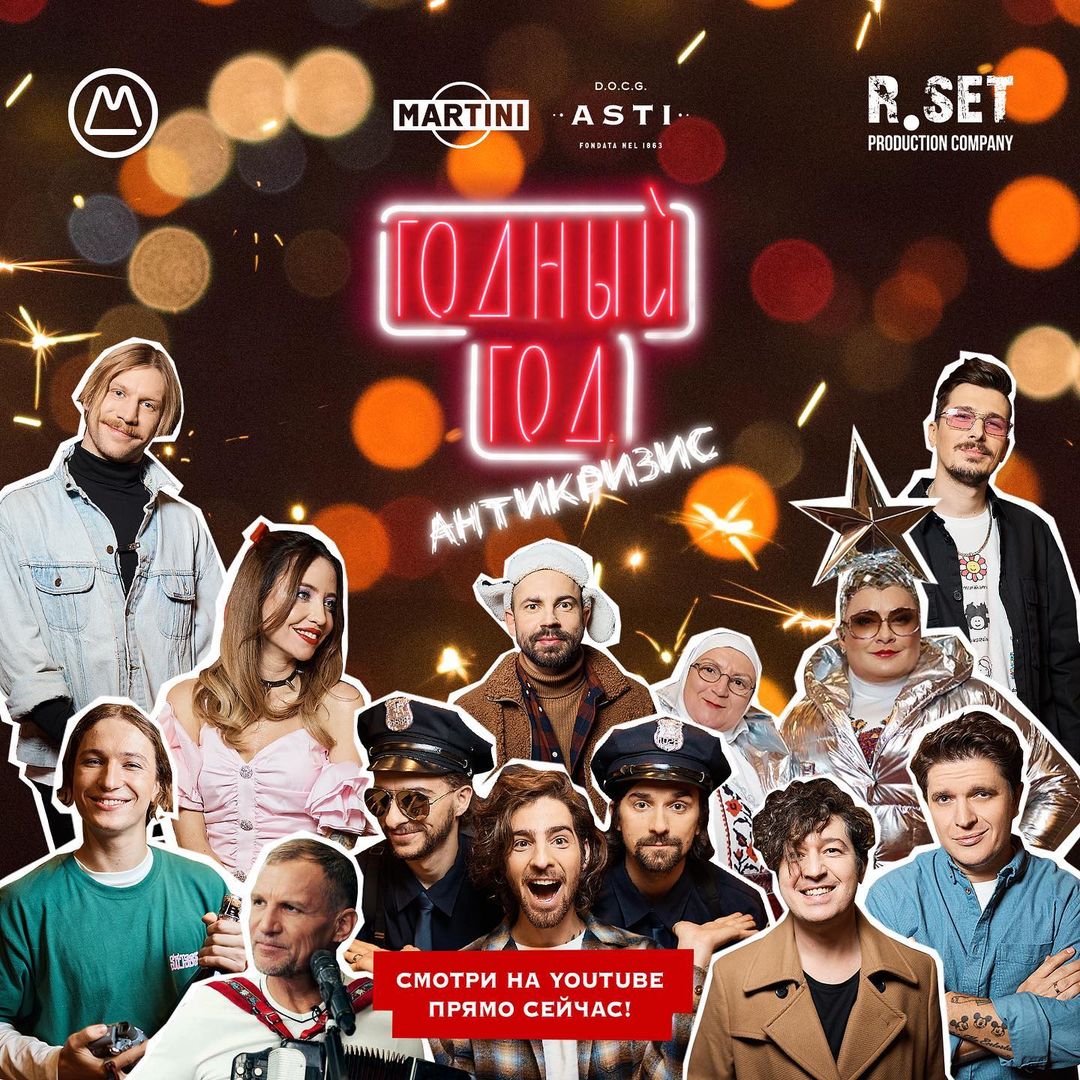 MARTINI
D.O.C.G.
ASTI
FONDATA NEL 1863
R.SET
PRODUCTION COMPANY
ГОДНЫЙ
ГОД
АНТИКРИЗИС
СМОТРИ НА YOUTUBE
ПРЯМО СЕЙЧАС!